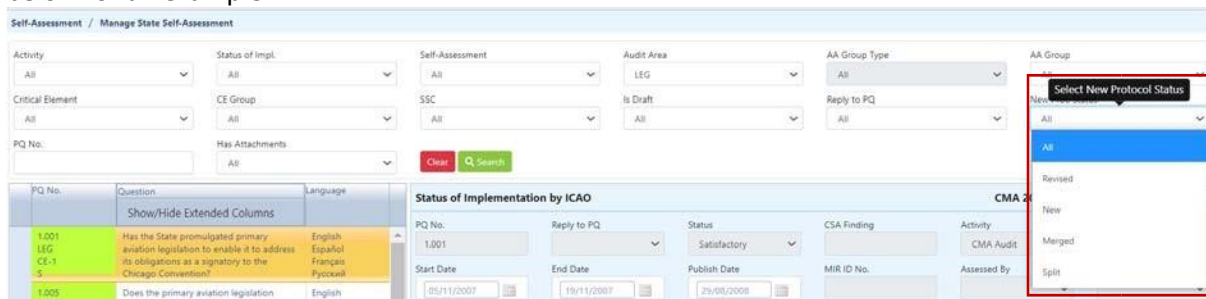 Self-Assessment / Manage State Self-Assessment
Activity Status of Impl. Self-Assessment Audit Area AA Group Type AA Group
All All All LEG All
Select New Protocol Status
Critical Element CE Group SSC Is Draft Reply to PQ
All All All All All All
PQ No. Has Attachments
All Clear Search
All
Revised
New
Merged
Split
PQ No. Question Language
Show/Hide Extended Columns
Status of Implementation by ICAO CMA
PQ No. Reply to PQ Status CSA Finding Activity
1.001 Satisfactory CMA Audit
Start Date End Date Publish Date MIR ID No. Assessed By
05/11/2007 19/11/2007 29/08/2008
1.001 Has the State promulgated primary English
LEG aviation legislation to enable it to address Español
CE-1 its obligations as a signatory to the Français
S Chicago Convention? Русский
1.005 Does the primary aviation legislation English